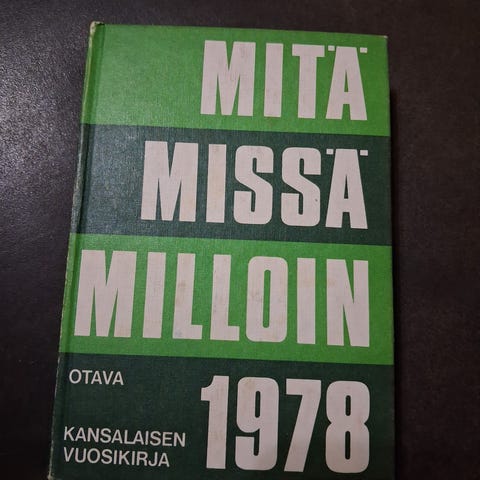 MITÄ
MISSÄ
MILLOIN
OTAVA
1978
KANSALAISEN
VUOSIKIRJA